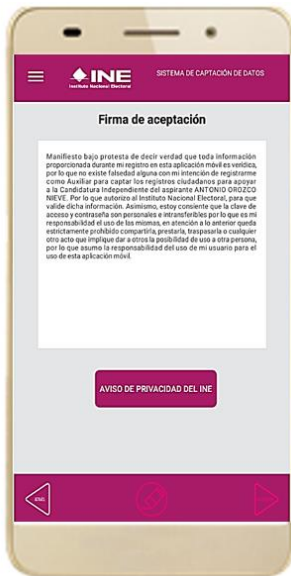 INE
Instituto Nacional Electoral
SISTEMA DE CAPTACIÓN DE DATOS
Firma de aceptación
Manifiesto bajo protesta de decir verdad que toda información
proporcionada durante mi registro en esta aplicación móvil es verídica,
por lo que no existe falsedad alguna con mi intención de registrarme
como Auxiliar para captar los registros ciudadanos para apoyar
a la Candidatura Independiente del aspirante ANTONIO OROZCO
NIEVE. Por lo que autorizo al Instituto Nacional Electoral, para que
valide dicha información. Asimismo, estoy consiente que la clave de
acceso y contraseña son personales e intransferibles por lo que es mi
responsabilidad el uso de los mismas, en atención a lo anterior queda
estrictamente prohibido compartirla, prestarla, traspasarla o cualquier
otro acto que implique dar a otros la posibilidad de uso a otra persona,
por lo que asumo la responsabilidad del uso de mi usuario para el
uso de esta aplicación móvil.
AVISO DE PRIVACIDAD DEL INE
ATRÁS